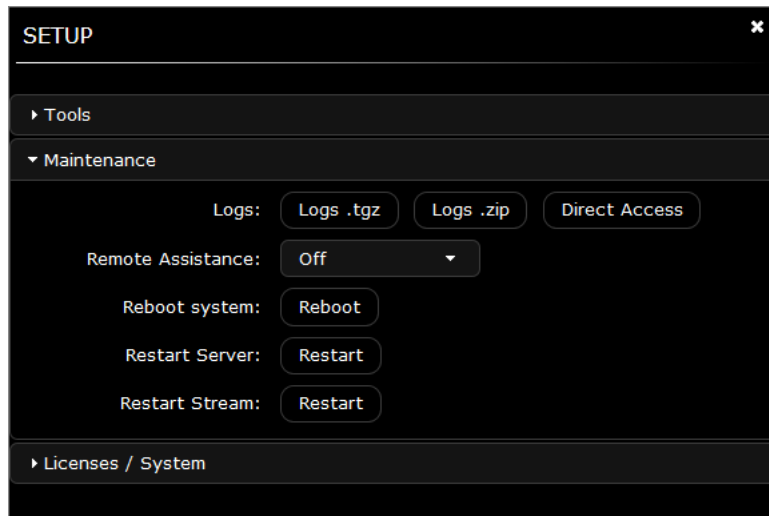 SETUP
Tools
Maintenance
Logs: Logs .tgz Logs .zip Direct Access
Remote Assistance: Off
Reboot system: Reboot
Restart Server: Restart
Restart Stream: Restart
Licenses / System